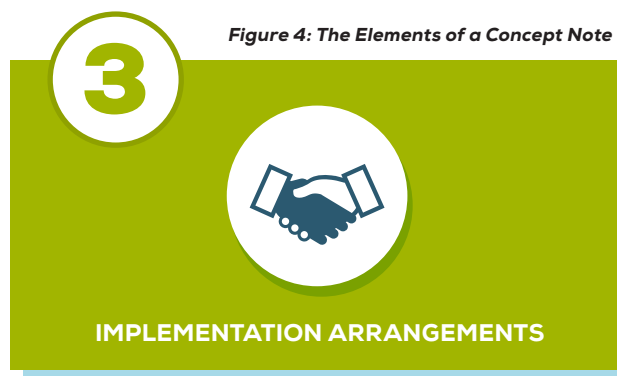 Figure 4: The Elements of a Concept Note
3
IMPLEMENTATION ARRANGEMENTS